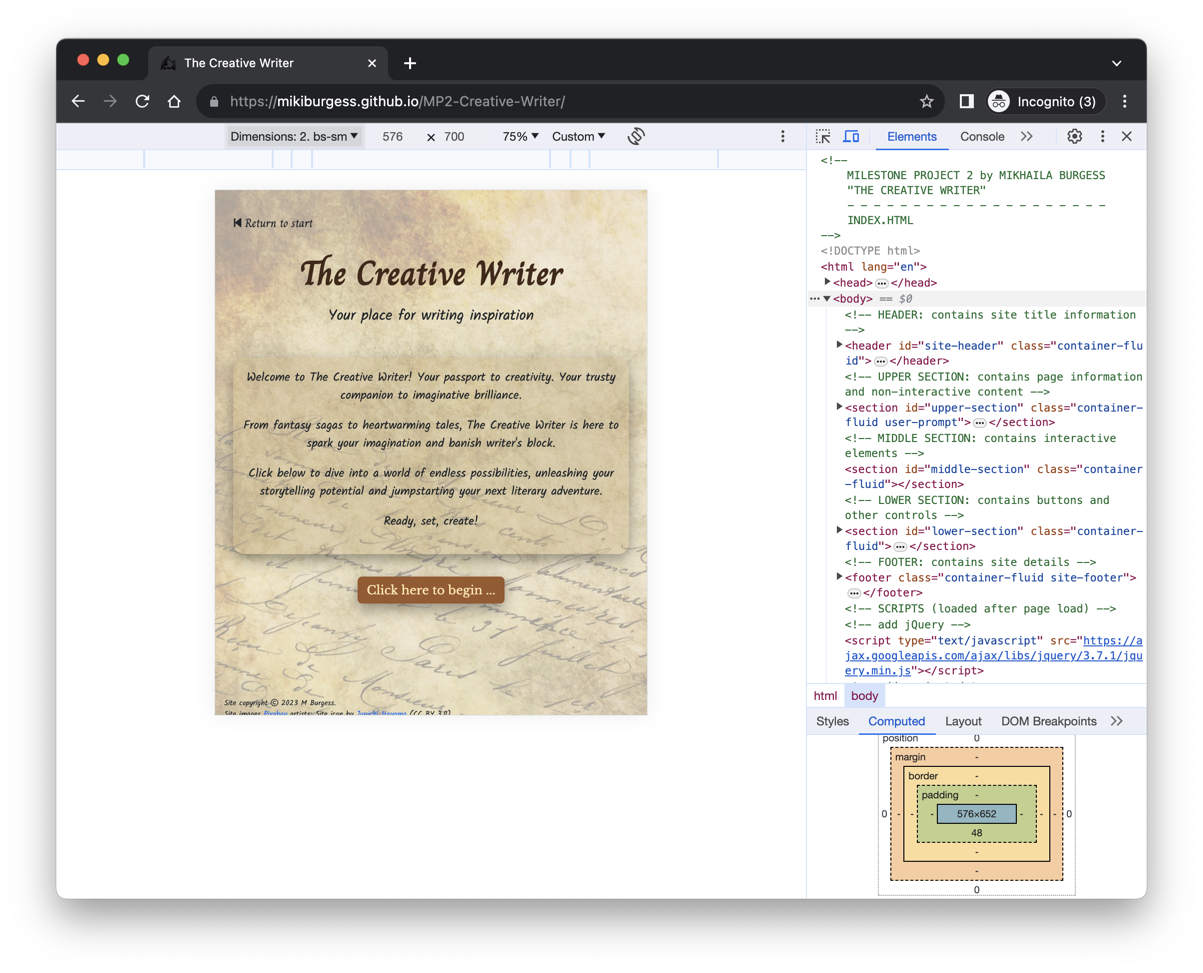 The Creative Writer
https://mikiburgess.github.io/MP2-Creative-Writer/
Incognito (3)
Dimensions: 2. bs-sm
576 × 700
75%
Custom
Return to start
The Creative Writer
Your place for writing inspiration
Welcome to The Creative Writer! Your passport to creativity. Your trusty
companion to imaginative brilliance.
From fantasy sagas to heartwarming tales, The Creative Writer is here to
spark your imagination and banish writer's block.
Click below to dive into a world of endless possibilities, unleashing your
storytelling potential and jumpstarting your next literary adventure.
Ready, set, create!
Click here to begin ...
Site copyright © 2023 M Burgess.
Site images Pixabay artists; Site icon by Junichi Hayama (CC BY 3.0)
Elements
Console
<!--
MILESTONE PROJECT 2 by MIKHAILA BURGESS
"THE CREATIVE WRITER"
- - - - - - - - - - - - - - - - - - - -
INDEX.HTML
-->
<!DOCTYPE html>
<html lang="en">
<head> … </head>
<body> == $0
<!-- HEADER: contains site title information
-->
<header id="site-header" class="container-flu
id"> … </header>
<!-- UPPER SECTION: contains page information
and non-interactive content -->
<section id="upper-section" class="container-
fluid user-prompt"> … </section>
<!-- MIDDLE SECTION: contains interactive
elements -->
<section id="middle-section" class="container
-fluid"></section>
<!-- LOWER SECTION: contains buttons and
other controls -->
<section id="lower-section" class="container-
fluid"> … </section>
<!-- FOOTER: contains site details -->
<footer class="container-fluid site-footer">
… </footer>
<!-- SCRIPTS (loaded after page load) -->
<!-- add jQuery -->
<script type="text/javascript" src="https://a
jax.googleapis.com/ajax/libs/jquery/3.7.1/jqu
ery.min.js"></script>
html body
Styles
Computed
Layout
DOM Breakpoints
position 0
margin -
border -
padding -
0 - - - 576×652 - - - 0
48
-
-
0